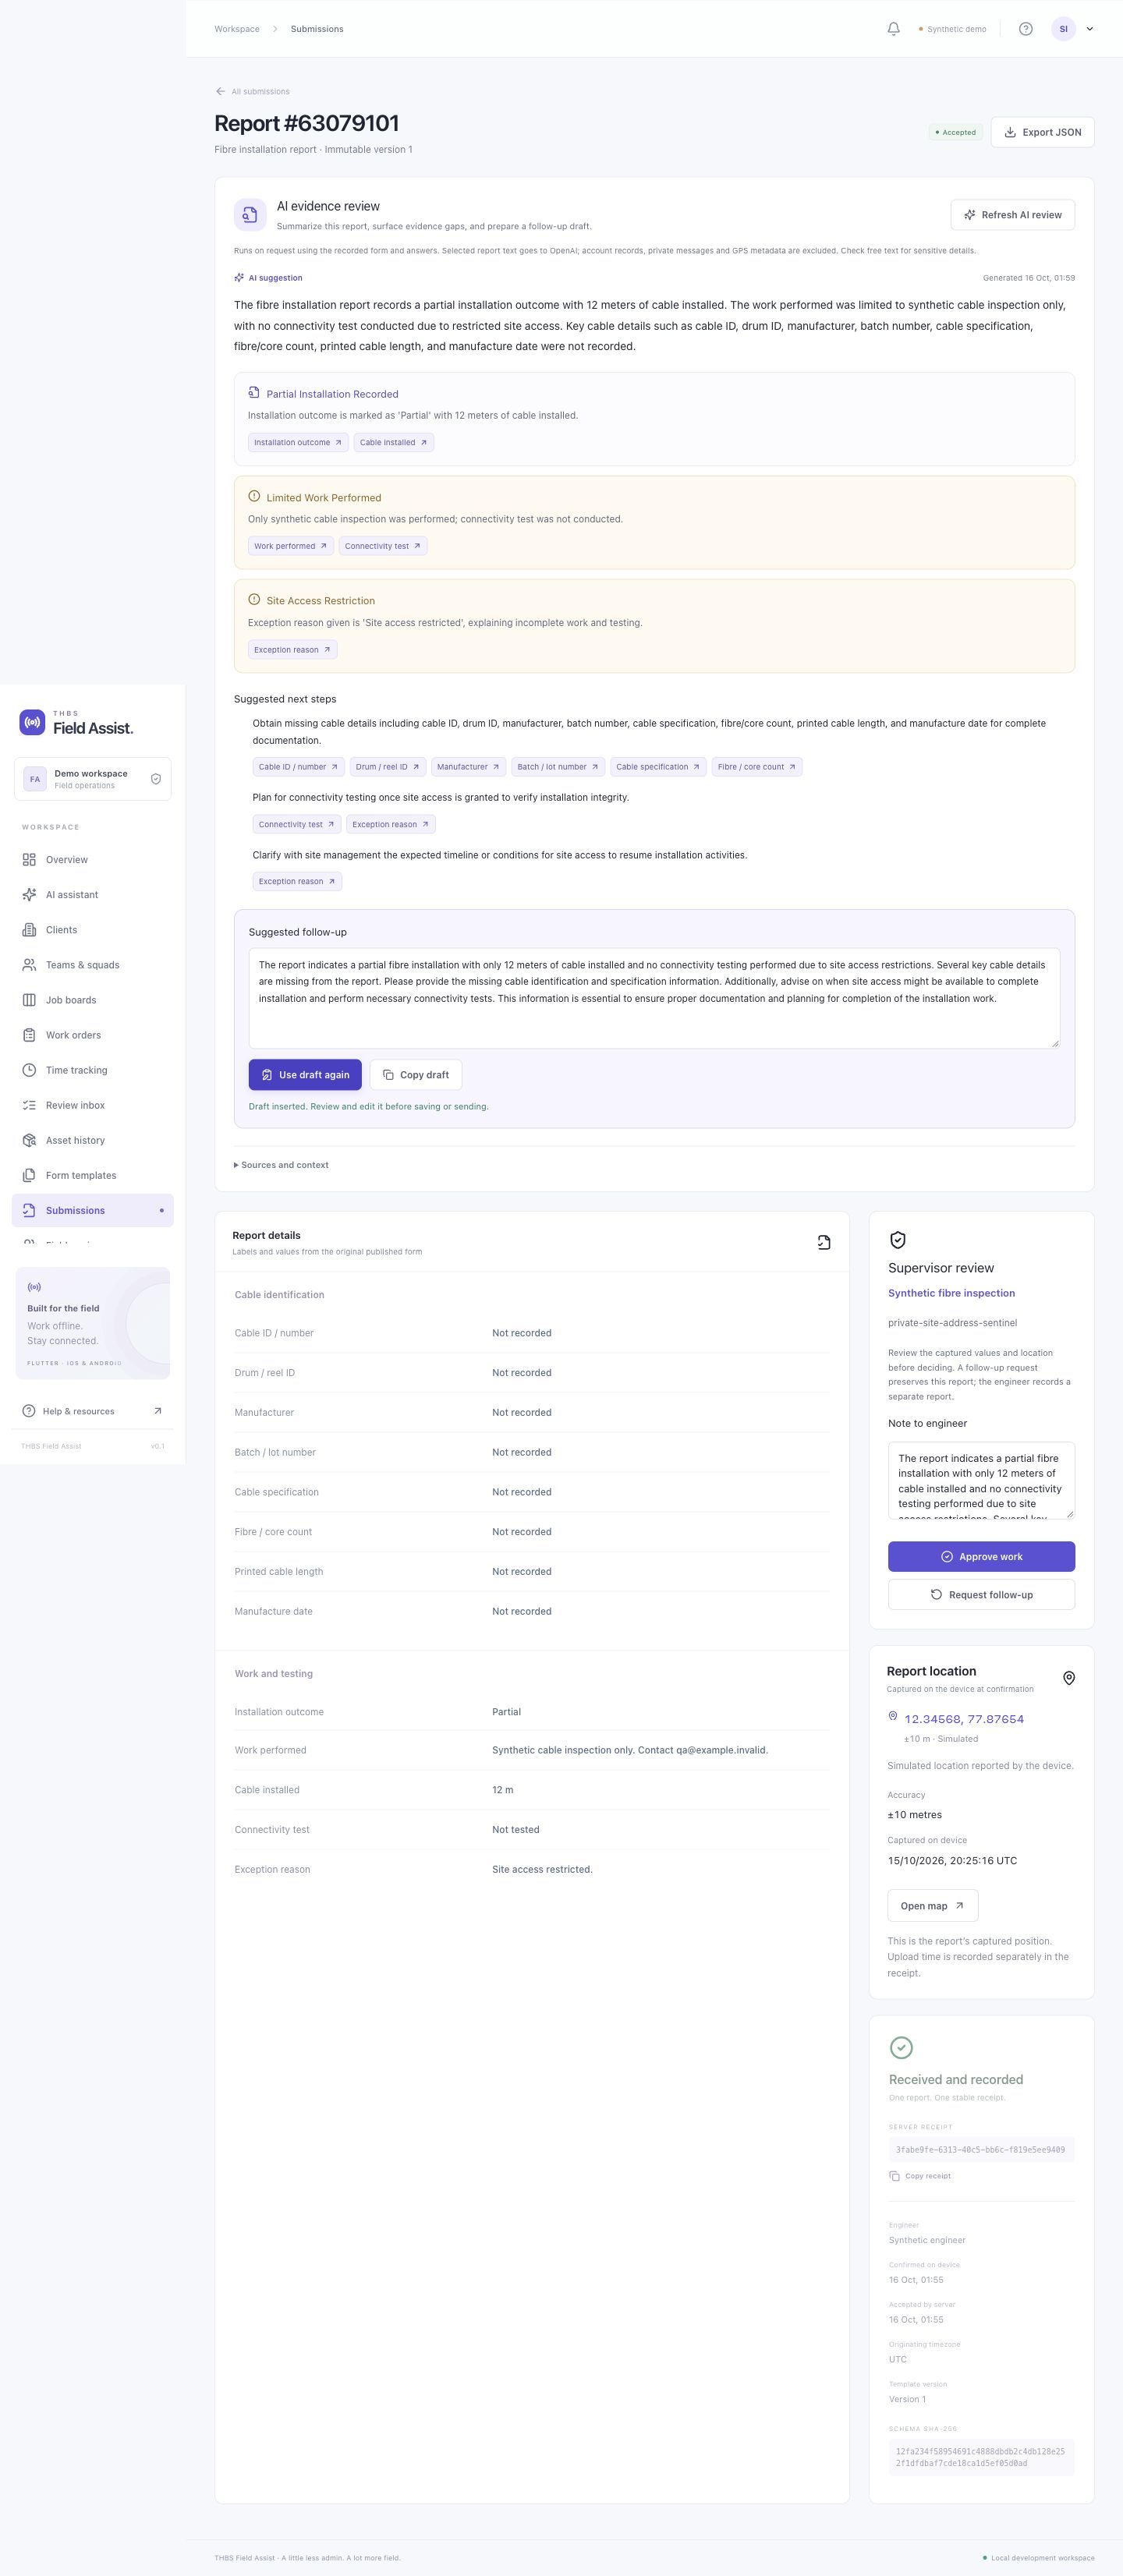 Workspace
Submissions
Synthetic demo
SI
All submissions
Report #63079101
Fibre installation report · Immutable version 1
Accepted
Export JSON
AI evidence review
Summarize this report, surface evidence gaps, and prepare a follow-up draft.
Refresh AI review
Runs on request using the recorded form and answers. Selected report text goes to OpenAI; account records, private messages and GPS metadata are excluded. Check free text for sensitive details.
AI suggestion
Generated 16 Oct, 01:59
The fibre installation report records a partial installation outcome with 12 meters of cable installed. The work performed was limited to synthetic cable inspection only,
with no connectivity test conducted due to restricted site access. Key cable details such as cable ID, drum ID, manufacturer, batch number, cable specification,
fibre/core count, printed cable length, and manufacture date were not recorded.
Partial Installation Recorded
Installation outcome is marked as 'Partial' with 12 meters of cable installed.
Installation outcome
Cable installed
Limited Work Performed
Only synthetic cable inspection was performed; connectivity test was not conducted.
Work performed
Connectivity test
Site Access Restriction
Exception reason given is 'Site access restricted', explaining incomplete work and testing.
Exception reason
Suggested next steps
Obtain missing cable details including cable ID, drum ID, manufacturer, batch number, cable specification, fibre/core count, printed cable length, and manufacture date for complete
documentation.
Cable ID / number
Drum / reel ID
Manufacturer
Batch / lot number
Cable specification
Fibre / core count
Plan for connectivity testing once site access is granted to verify installation integrity.
Connectivity test
Exception reason
Clarify with site management the expected timeline or conditions for site access to resume installation activities.
Exception reason
Suggested follow-up
The report indicates a partial fibre installation with only 12 meters of cable installed and no connectivity testing performed due to site access restrictions. Several key cable details
are missing from the report. Please provide the missing cable identification and specification information. Additionally, advise on when site access might be available to complete
installation and perform necessary connectivity tests. This information is essential to ensure proper documentation and planning for completion of the installation work.
Use draft again
Copy draft
Draft inserted. Review and edit it before saving or sending.
Sources and context
THBS
Field Assist.
FA
Demo workspace
Field operations
WORKSPACE
Overview
AI assistant
Clients
Teams & squads
Job boards
Work orders
Time tracking
Review inbox
Asset history
Form templates
Submissions
Built for the field
Work offline.
Stay connected.
FLUTTER · IOS & ANDROID
Help & resources
THBS Field Assist
v0.1
Report details
Labels and values from the original published form
Cable identification
Cable ID / number
Not recorded
Drum / reel ID
Not recorded
Manufacturer
Not recorded
Batch / lot number
Not recorded
Cable specification
Not recorded
Fibre / core count
Not recorded
Printed cable length
Not recorded
Manufacture date
Not recorded
Work and testing
Installation outcome
Partial
Work performed
Synthetic cable inspection only. Contact qa@example.invalid.
Cable installed
12 m
Connectivity test
Not tested
Exception reason
Site access restricted.
Supervisor review
Synthetic fibre inspection
private-site-address-sentinel
Review the captured values and location
before deciding. A follow-up request
preserves this report; the engineer records a
separate report.
Note to engineer
The report indicates a partial fibre
installation with only 12 meters of
cable installed and no connectivity
testing performed due to site
access restrictions. Several key
Approve work
Request follow-up
Report location
Captured on the device at confirmation
12.34568, 77.87654
±10 m · Simulated
Simulated location reported by the device.
Accuracy
±10 metres
Captured on device
15/10/2026, 20:25:16 UTC
Open map
This is the report's captured position.
Upload time is recorded separately in the
receipt.
Received and recorded
One report. One stable receipt.
SERVER RECEIPT
3fabe9fe-6313-40c5-bb6c-f819e5ee9409
Copy receipt
Engineer
Synthetic engineer
Confirmed on device
16 Oct, 01:55
Accepted by server
16 Oct, 01:55
Originating timezone
UTC
Template version
Version 1
SCHEMA SHA-256
12fa234f58954691c4888dbdb2c4db128e25
2f1dfdbaf7cde18ca1d5ef05d0ad
THBS Field Assist · A little less admin. A lot more field.
Local development workspace